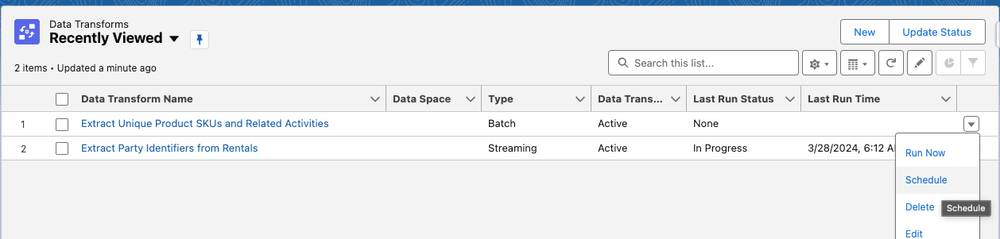 Data Transforms
Recently Viewed
New
Update Status
2 items • Updated a minute ago
Search this list...
Data Transform Name
Data Space
Type
Data Trans...
Last Run Status
Last Run Time
1 Extract Unique Product SKUs and Related Activities Batch Active None
2 Extract Party Identifiers from Rentals Streaming Active In Progress 3/28/2024, 6:12 A
Run Now
Schedule
Delete
Schedule
Edit